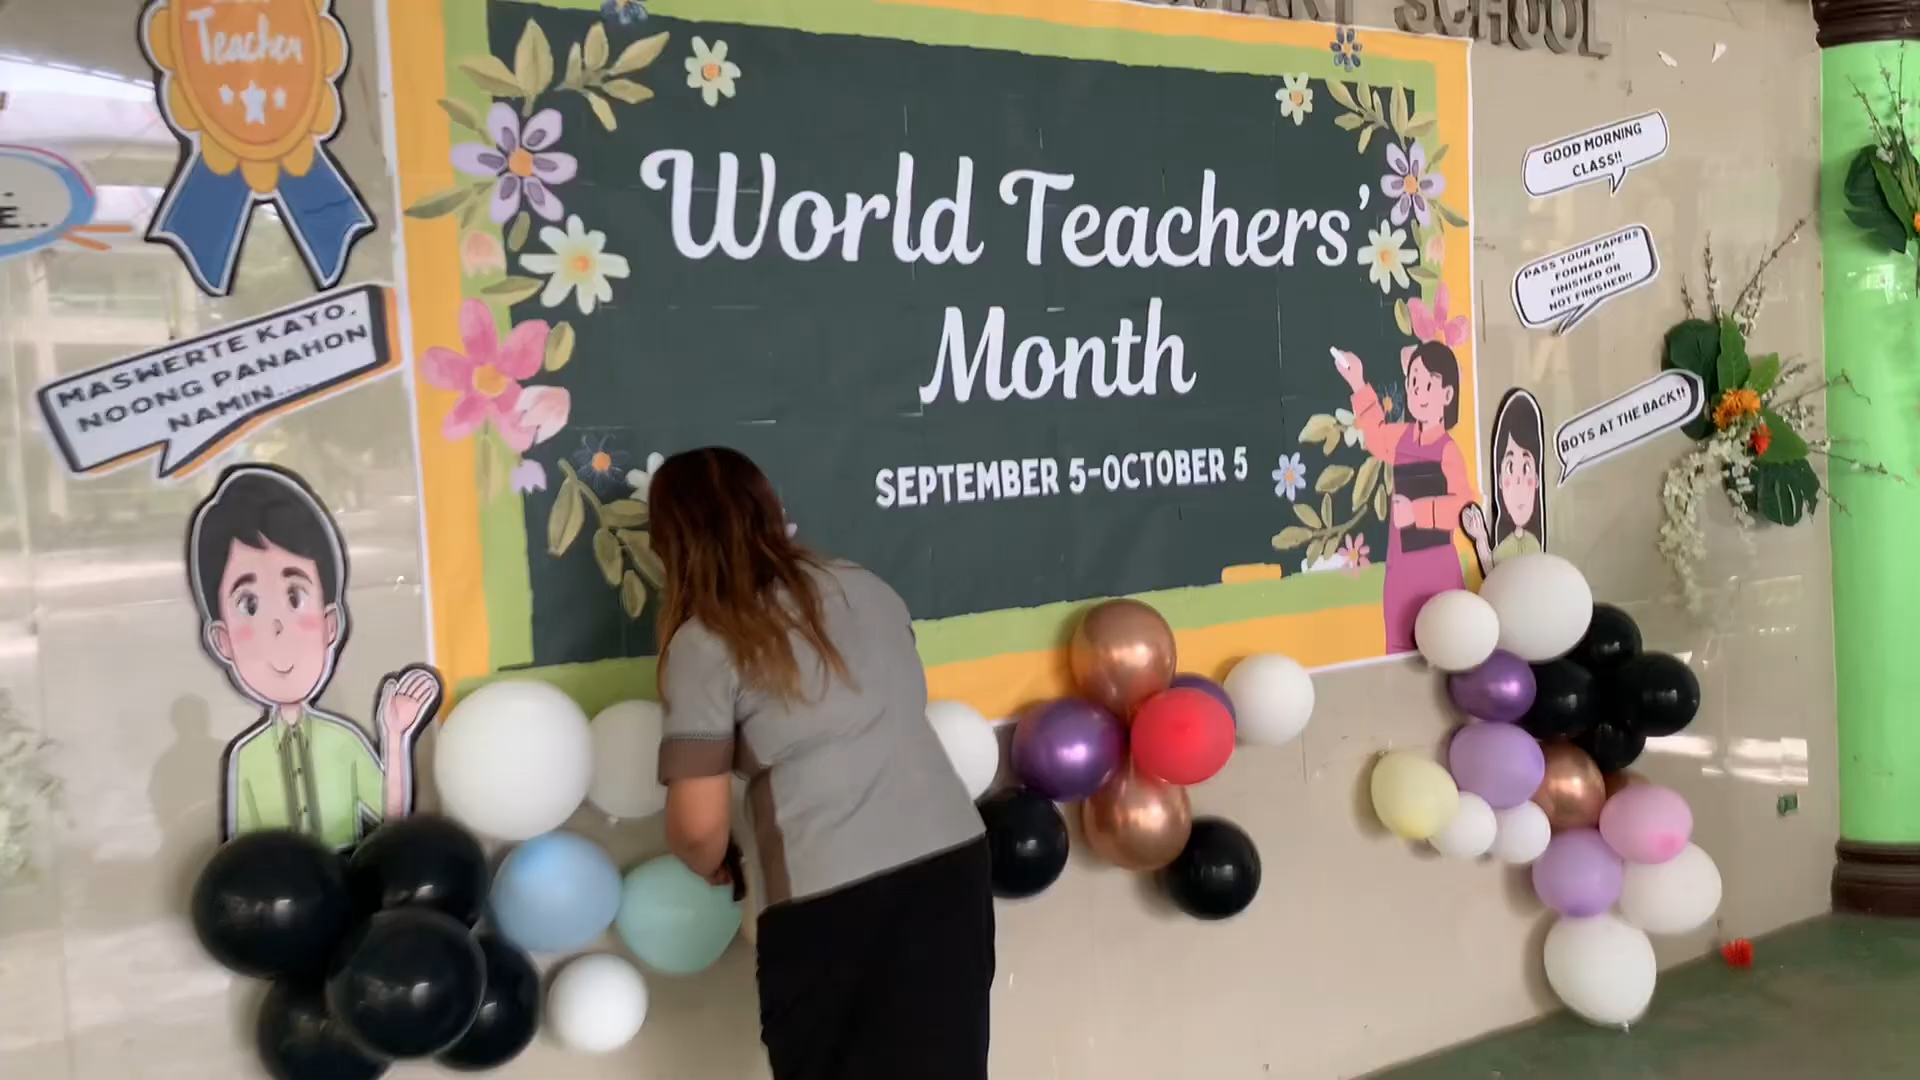 Teacher
SCHOOL
World Teachers'
Month
SEPTEMBER 5-OCTOBER 5
MASWERTE KAYO.
NOONG PANAHON
NAMIN....
GOOD MORNING
CLASS!!
PASS YOUR PAPERS
FORWARD!
FINISHED OR
NOT FINISHED!!
BOYS AT THE BACK!!